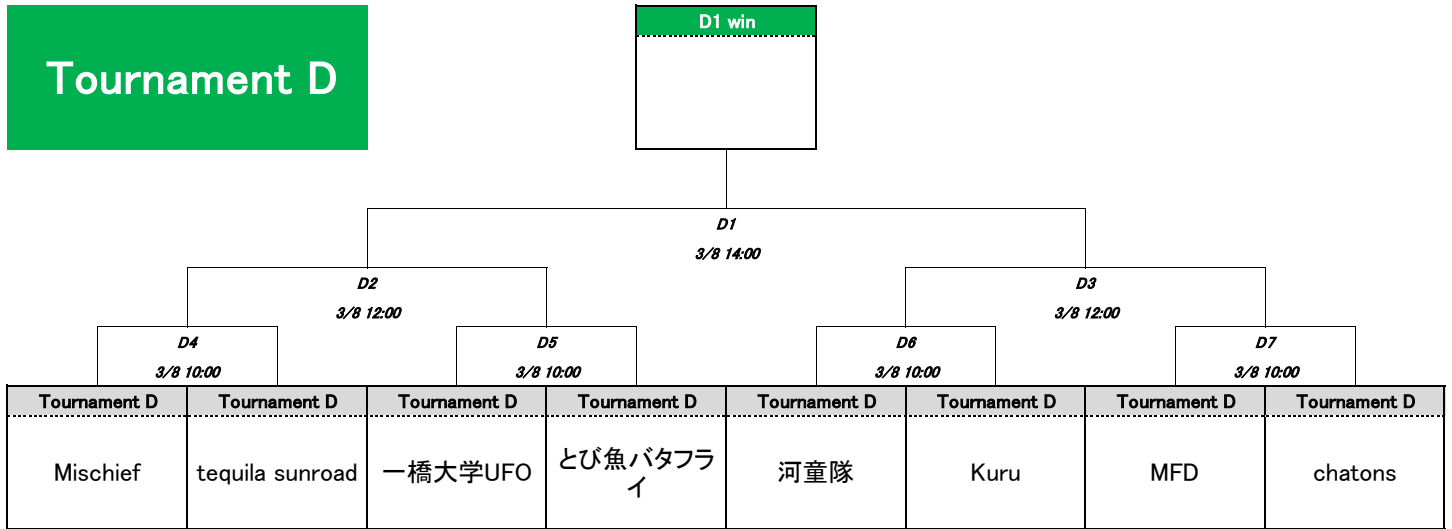 Tournament D
D1 win
D1
3/8 14:00
D2
D3
3/8 12:00
3/8 12:00
D4
D5
D6
D7
3/8 10:00
3/8 10:00
3/8 10:00
3/8 10:00
Tournament D
Tournament D
Tournament D
Tournament D
Tournament D
Tournament D
Tournament D
Tournament D
Mischief
tequila sunroad
一橋大学UFO
とび魚バタフラ
イ
河童隊
Kuru
MFD
chatons